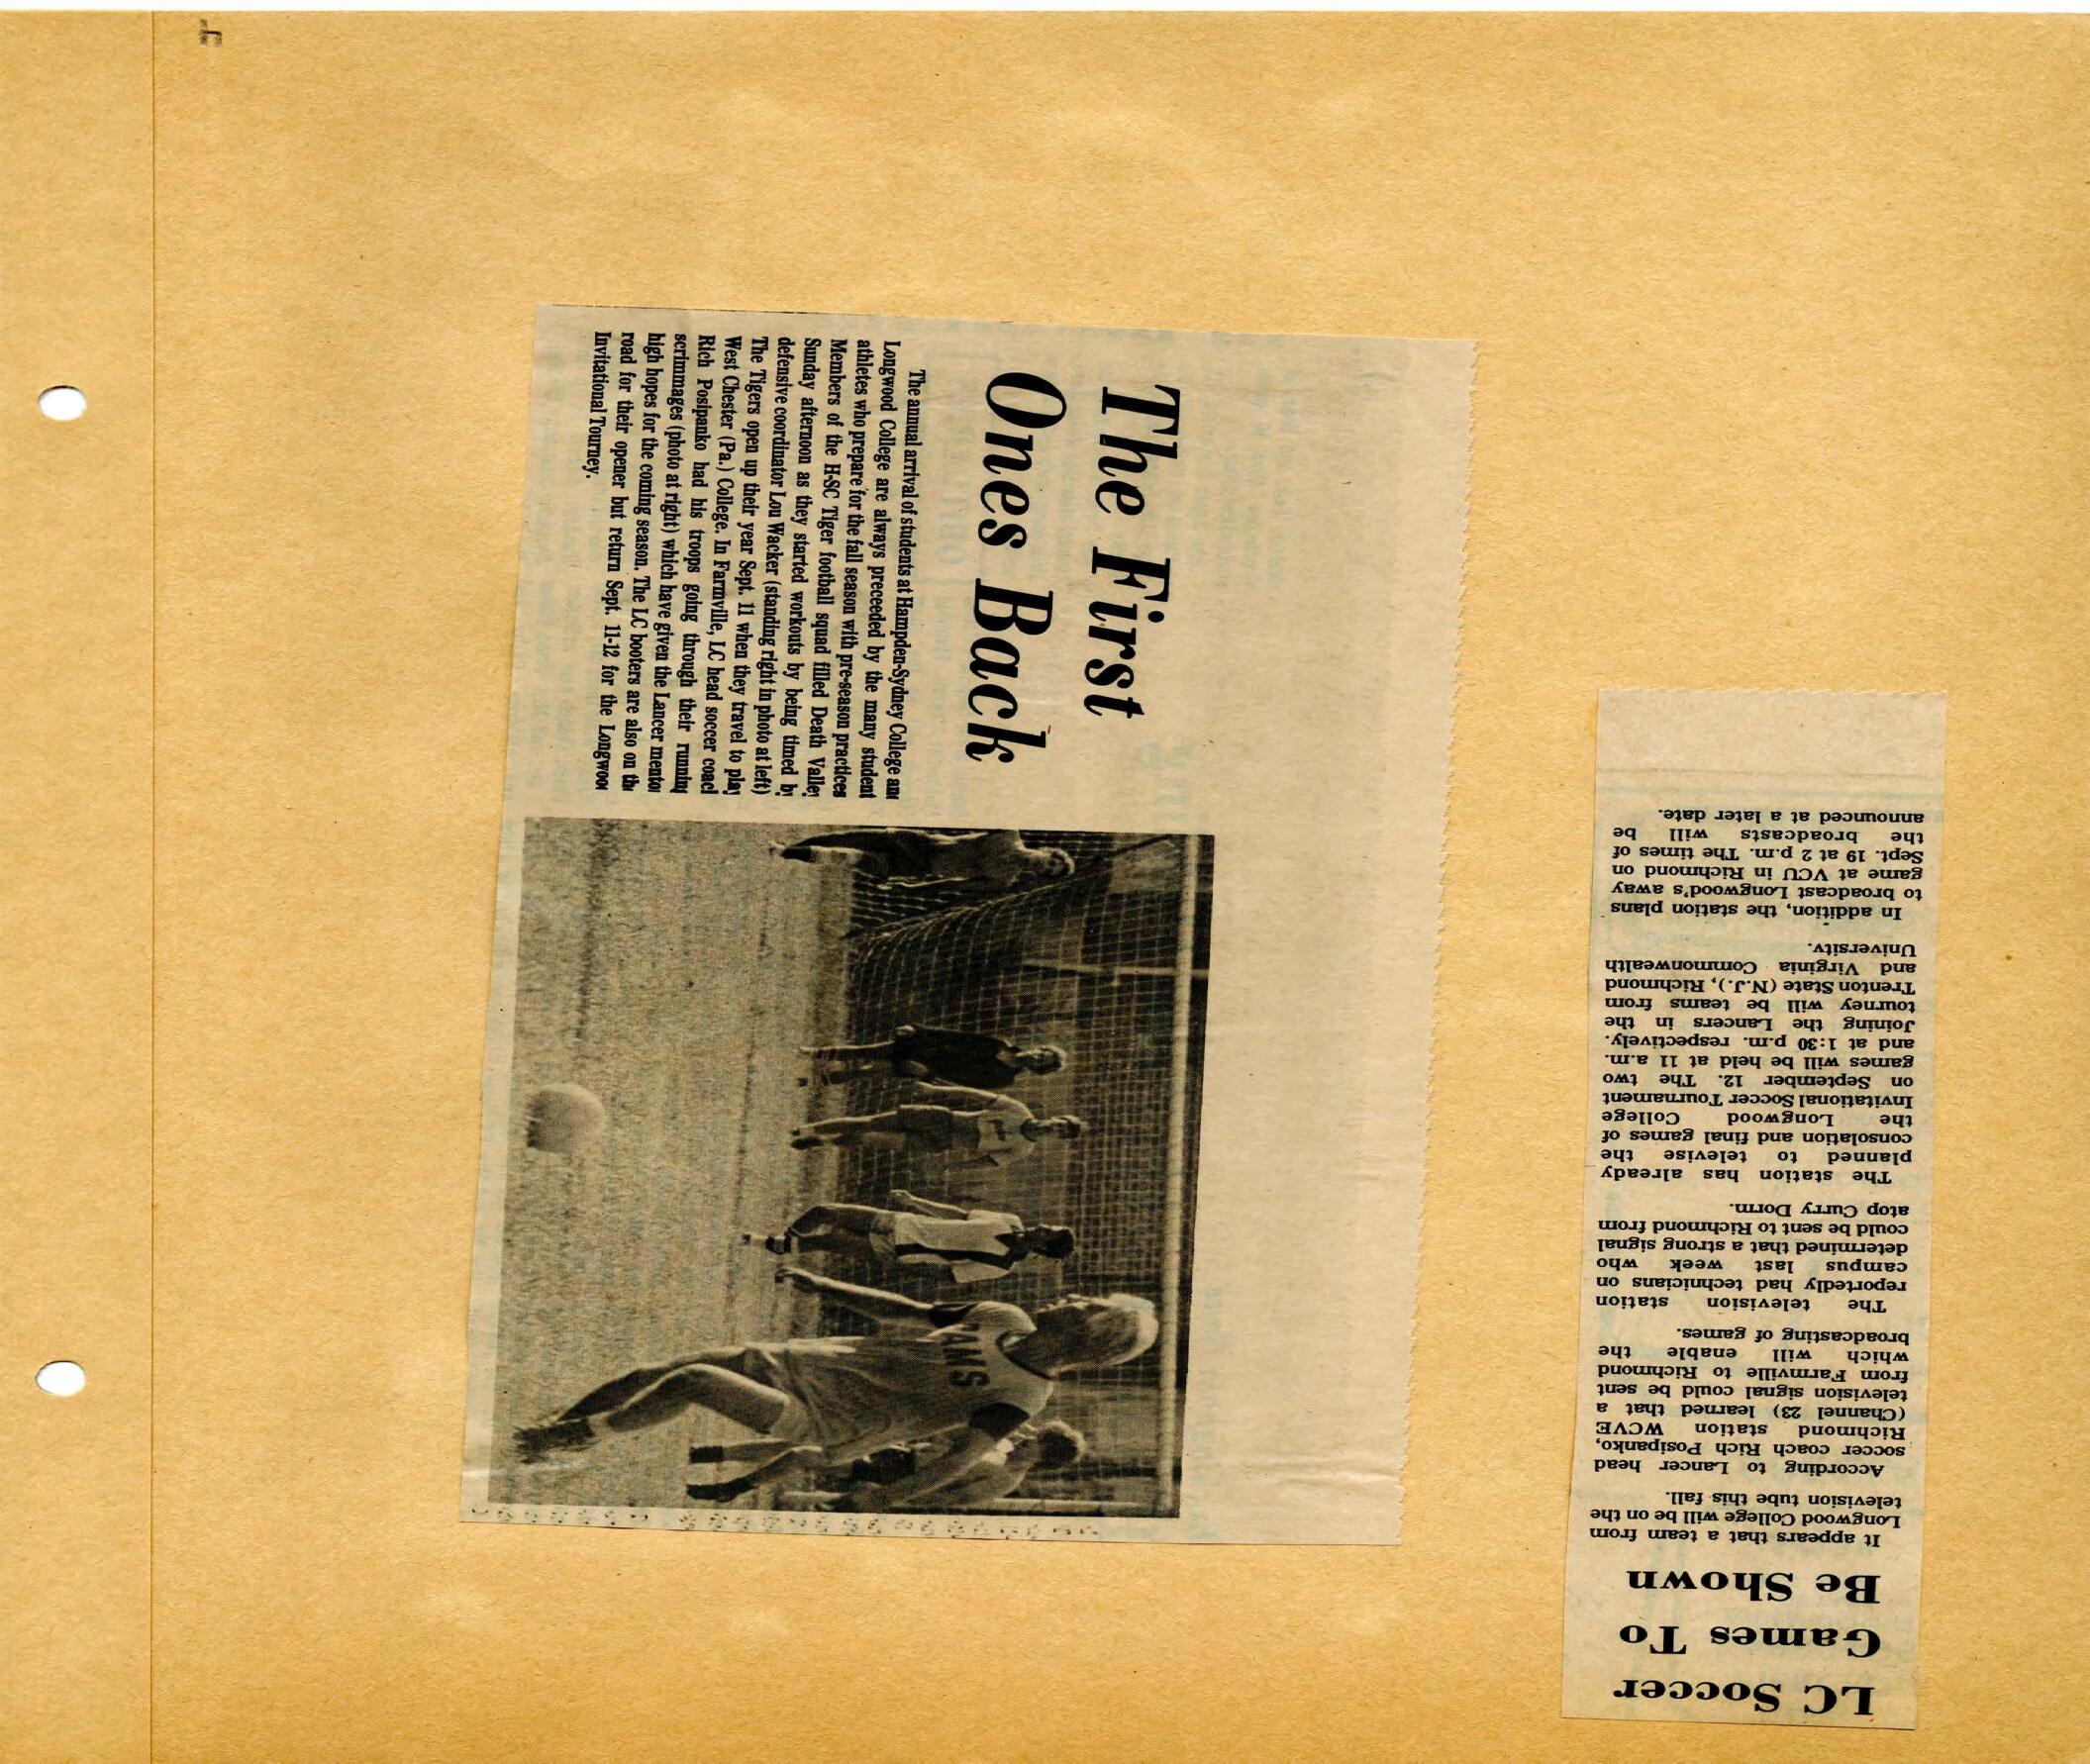 The First
Ones Back
The annual arrival of students at Hampden-Sydney College and
Longwood College are always preceeded by the many student
athletes who prepare for the fall season with pre-season practices
Members of the H-SC Tiger football squad filled Death Valley
Sunday afternoon as they started workouts by being timed by
defensive coordinator Lou Wacker (standing right in photo at left)
The Tigers open up their year Sept. 11 when they travel to play
West Chester (Pa.) College. In Farmville, LC head soccer coach
Rich Posipanko had his troops going through their running
scrimmages (photo at right) which have given the Lancer mentor
high hopes for the coming season. The LC booters are also on the
road for their opener but return Sept. 11-12 for the Longwood
Invitational Tourney.
LC Soccer
Games To
Be Shown
It appears that a team from
Longwood College will be on the
television tube this fall.
According to Lancer head
soccer coach Rich Posipanko,
Richmond station WCVE
(Channel 23) learned that a
television signal could be sent
from Farmville to Richmond
which will enable the
broadcasting of games.
The television station
reportedly had technicians on
campus last week who
determined that a strong signal
could be sent to Richmond from
atop Curry Dorm.
The station has already
planned to televise the
consolation and final games of
the Longwood College
Invitational Soccer Tournament
on September 12. The two
games will be held at 11 a.m.
and at 1:30 p.m. respectively.
Joining the Lancers in the
tourney will be teams from
Trenton State (N.J.), Richmond
and Virginia Commonwealth
University.
In addition, the station plans
to broadcast Longwood's away
game at VCU in Richmond on
Sept. 19 at 2 p.m. The times of
the broadcasts will be
announced at a later date.